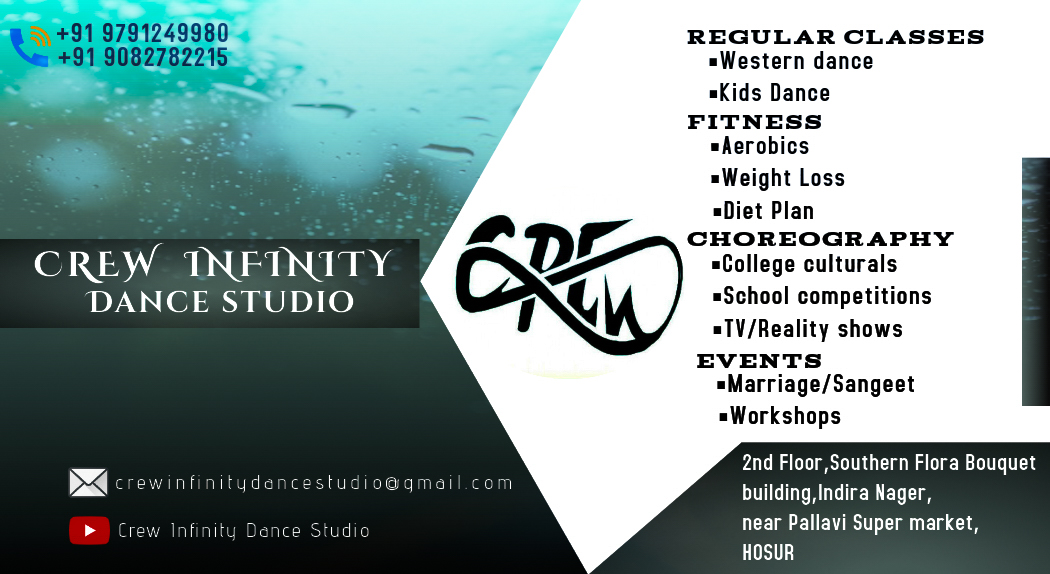 +91 9791249980
+91 9082782215
CREW INFINITY
DANCE STUDIO
crewinfinitydancestudio@gmail.com
Crew Infinity Dance Studio
CREW
REGULAR CLASSES
▪Western dance
▪Kids Dance
FITNESS
▪Aerobics
▪Weight Loss
▪Diet Plan
CHOREOGRAPHY
▪College culturals
▪School competitions
▪TV/Reality shows
EVENTS
▪Marriage/Sangeet
▪Workshops
2nd Floor,Southern Flora Bouquet
building,Indira Nager,
near Pallavi Super market,
HOSUR